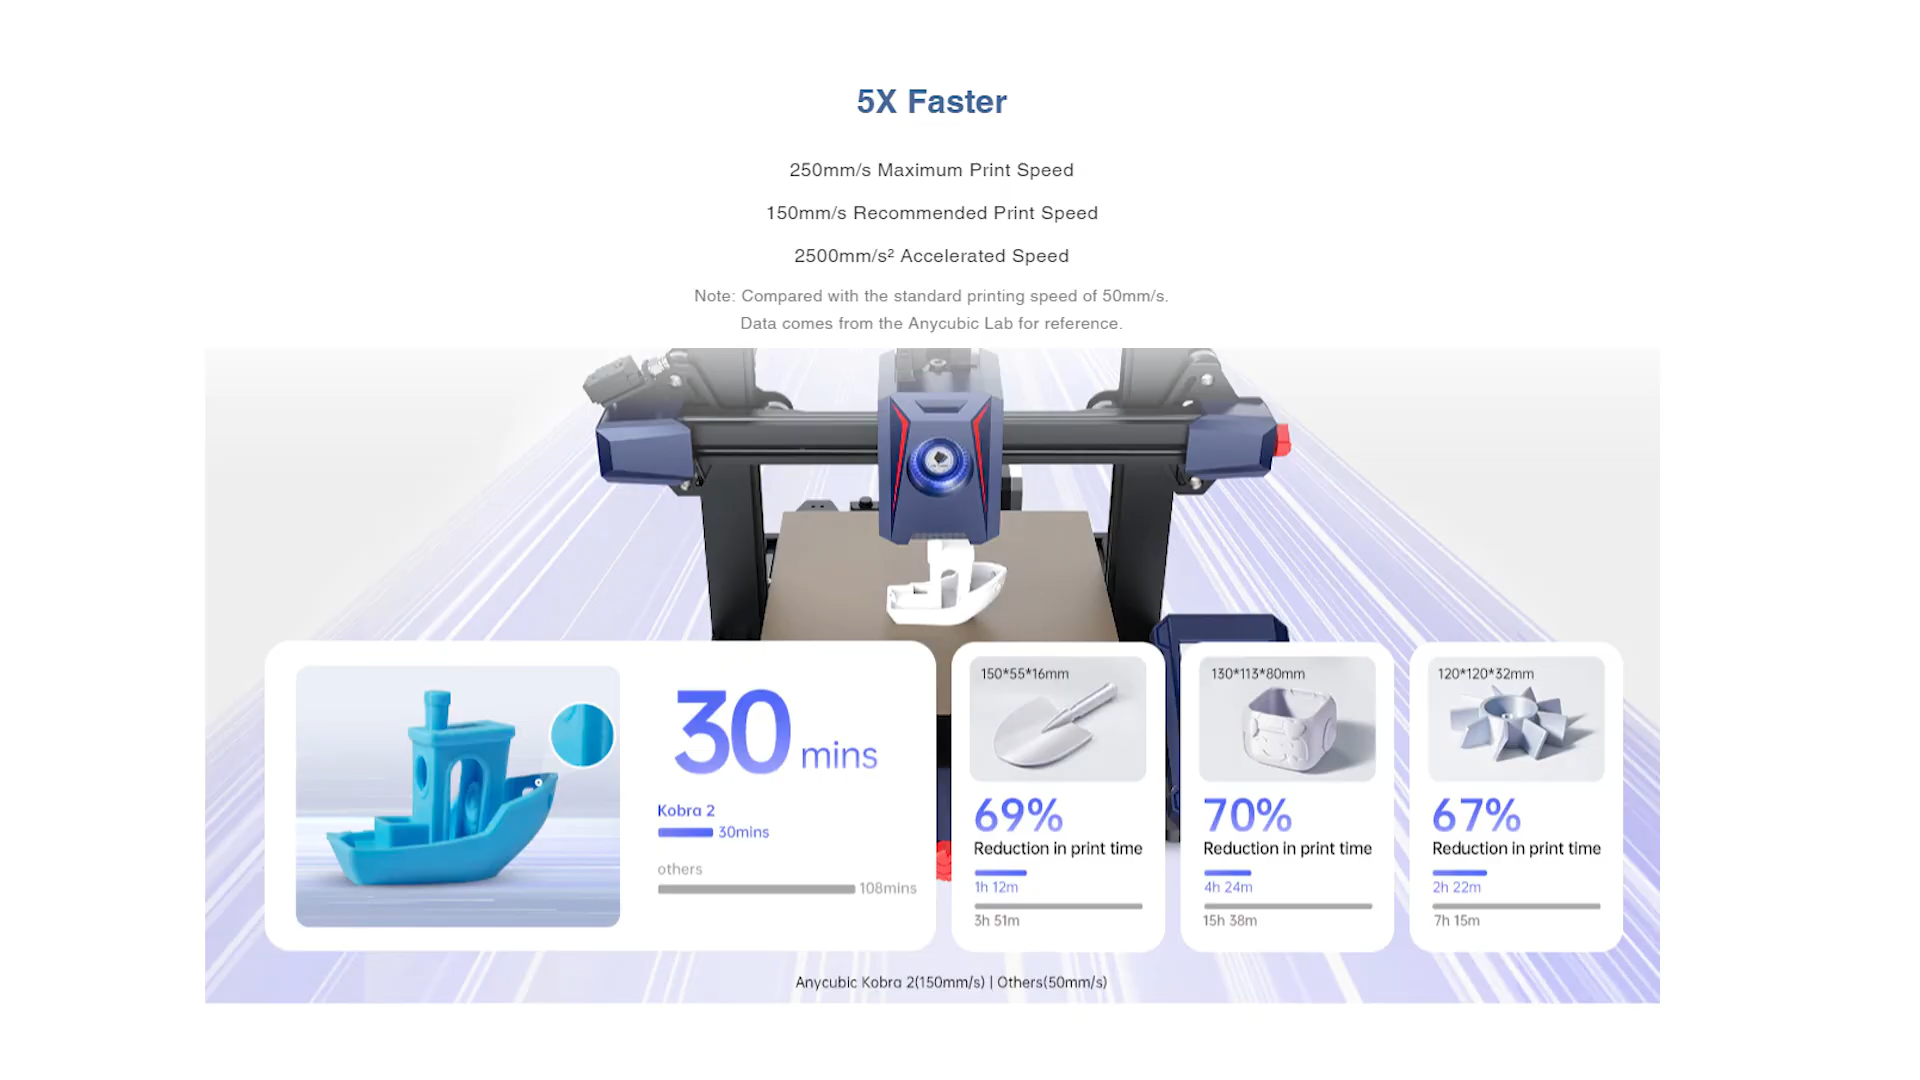 5X Faster
250mm/s Maximum Print Speed
150mm/s Recommended Print Speed
2500mm/s² Accelerated Speed
Note: Compared with the standard printing speed of 50mm/s.
Data comes from the Anycubic Lab for reference.
30 mins
Kobra 2
30mins
others
108mins
150*55*16mm
69%
Reduction in print time
1h 12m
3h 51m
130*113*80mm
70%
Reduction in print time
4h 24m
15h 38m
120*120*32mm
67%
Reduction in print time
2h 22m
7h 15m
Anycubic Kobra 2(150mm/s) | Others(50mm/s)